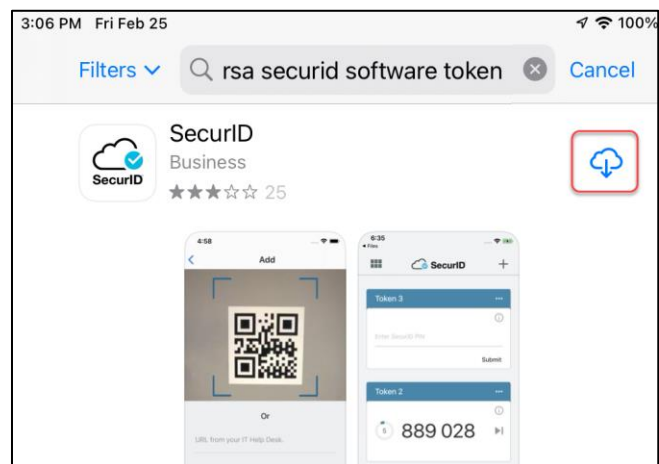 3:06 PM Fri Feb 25 100%
Filters rsa securid software token Cancel
SecurID
Business
SecurID
25
4:58
Add
Or
URL from your IT Help Desk.
6:35
Files
SecurID
Token 3
Enter SecurID PIN
Submit
Token 2
6 889 028